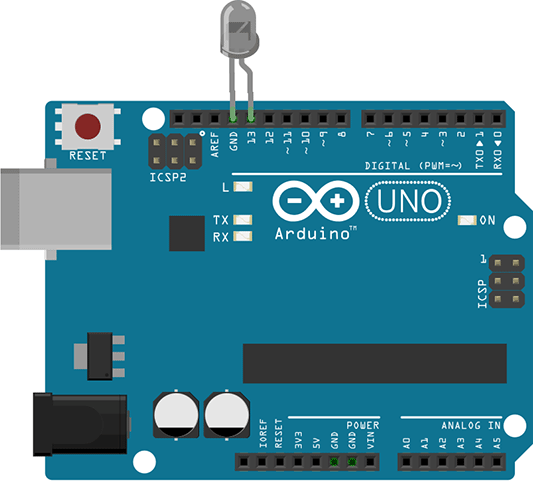 RESET
AREF
GND
13
12
~11
~10
~9
8
7
~6
~5
4
~3
2
TX0▶1
RX0◀0
DIGITAL (PWM=~)
ICSP2
L
TX
RX
UNO
Arduino™
ON
1
ICSP
POWER
ANALOG IN
IOREF
RESET
3V3
5V
GND
GND
VIN
A0
A1
A2
A3
A4
A5